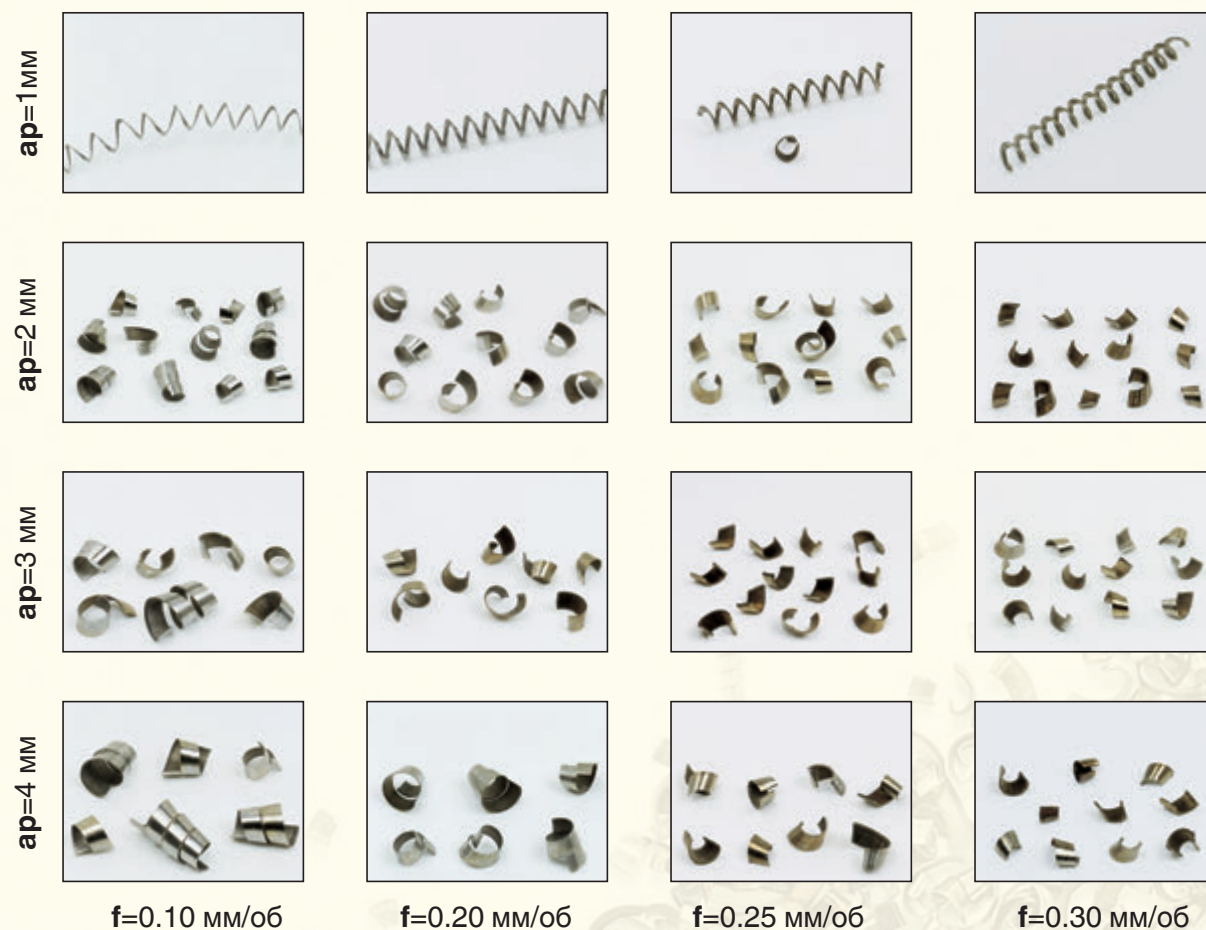 ap=1мм
ap=2 мм
ap=3 мм
ap=4 мм
f=0.10 мм/об
f=0.20 мм/об
f=0.25 мм/об
f=0.30 мм/об